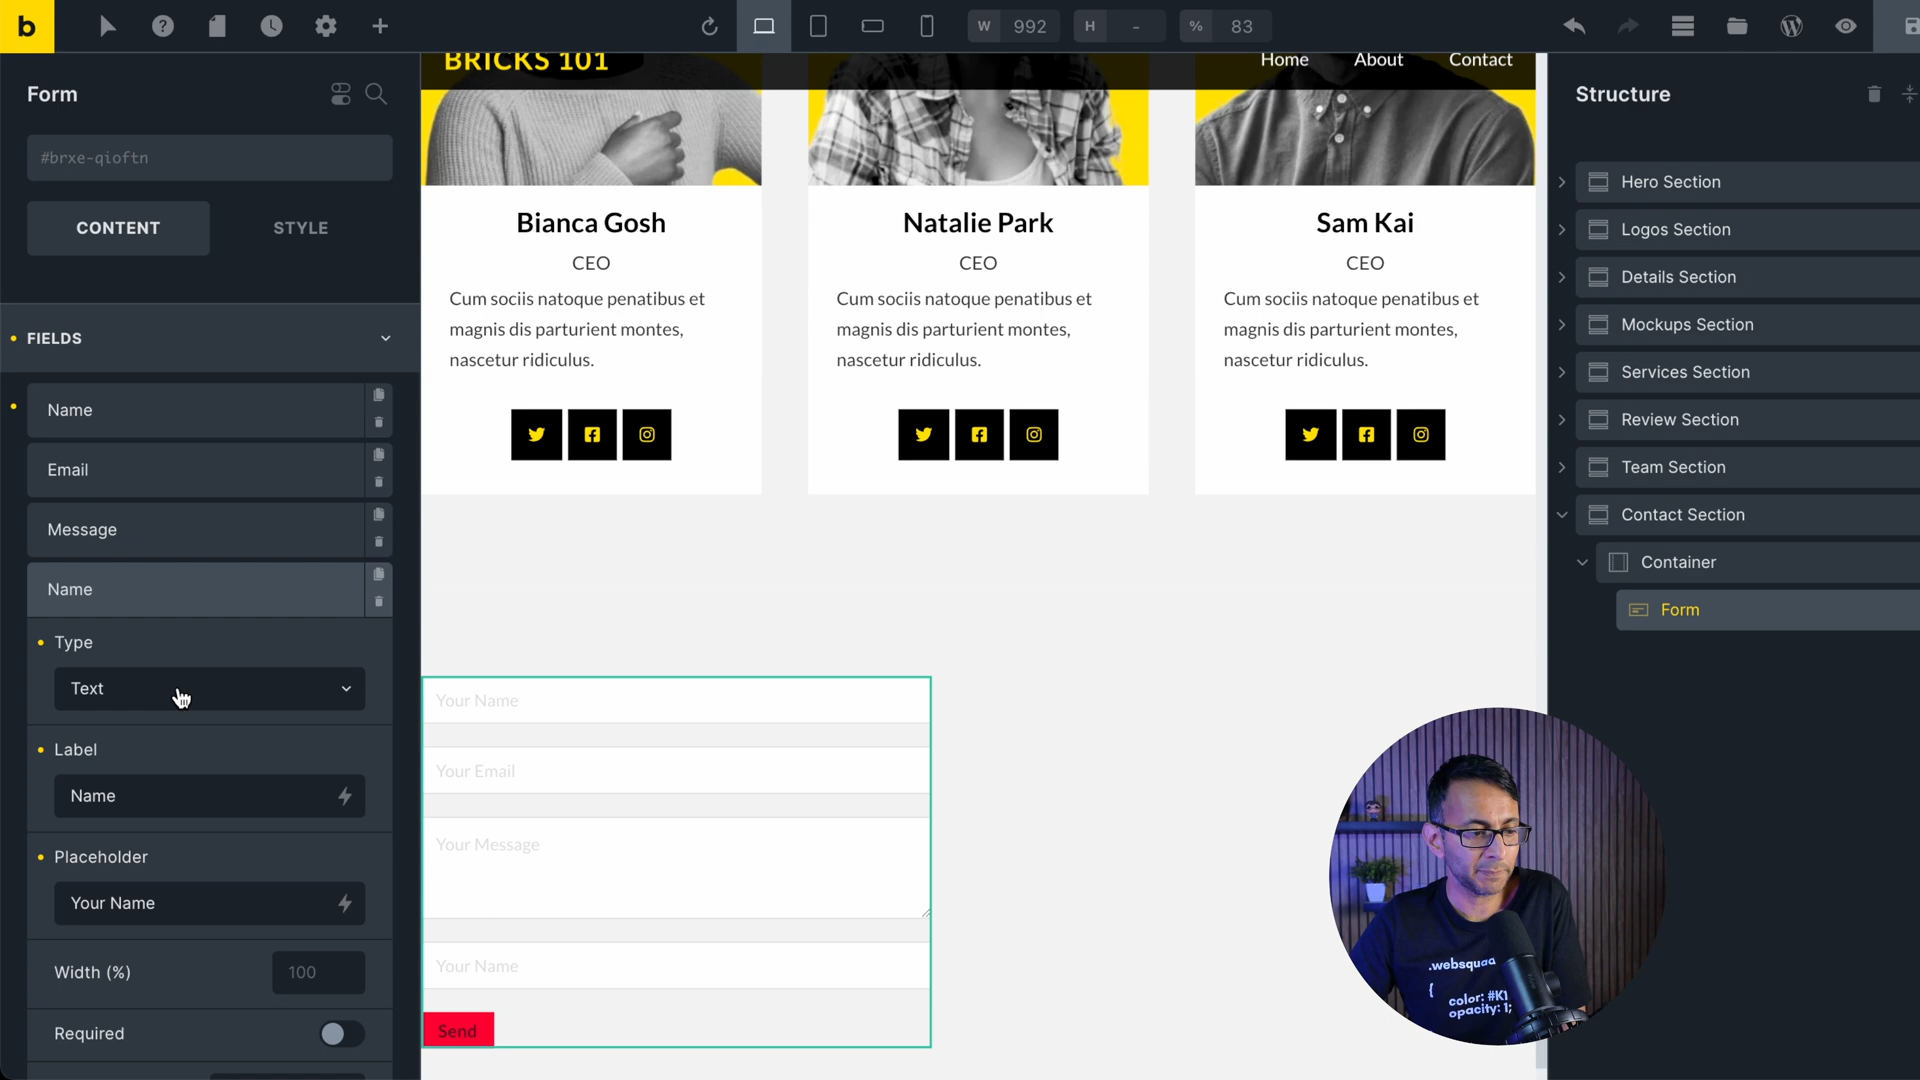 b
W 992 H - % 83
Form
#brxe-qioftn
CONTENT STYLE
FIELDS
Name
Email
Message
Name
Type
Text
Label
Name
Placeholder
Your Name
Width (%) 100
Required
BRICKS 101 Home About Contact
Bianca Gosh
CEO
Cum sociis natoque penatibus et
magnis dis parturient montes,
nascetur ridiculus.
Natalie Park
CEO
Cum sociis natoque penatibus et
magnis dis parturient montes,
nascetur ridiculus.
Sam Kai
CEO
Cum sociis natoque penatibus et
magnis dis parturient montes,
nascetur ridiculus.
Your Name
Your Email
Your Message
Your Name
Send
Structure
Hero Section
Logos Section
Details Section
Mockups Section
Services Section
Review Section
Team Section
Contact Section
Container
Form
.websquad
{
color: #K1
opacity: 1;